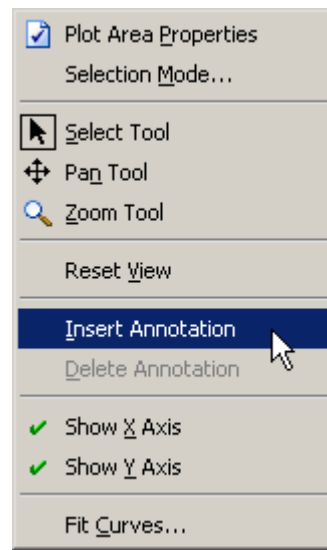 Plot Area Properties
Selection Mode...
Select Tool
Pan Tool
Zoom Tool
Reset View
Insert Annotation
Delete Annotation
Show X Axis
Show Y Axis
Fit Curves...